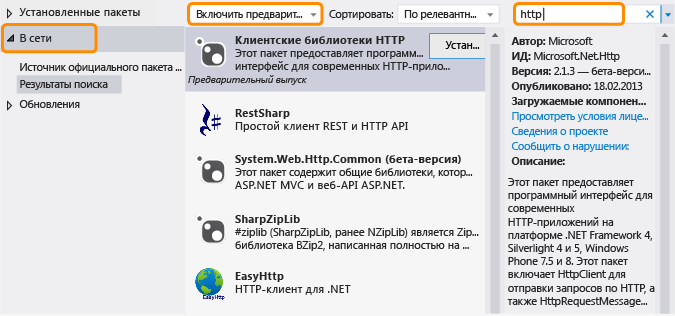 Установленные пакеты
В сети
Источник официального пакета ...
Результаты поиска
Обновления
Включить предварит...
Сортировать: По релевантн...
Клиентские библиотеки HTTP
Этот пакет предоставляет программ...
интерфейс для современных HTTP-прило...
Предварительный выпуск
Устан...
RestSharp
Простой клиент REST и HTTP API
System.Web.Http.Common (бета-версия)
Этот пакет содержит общие библиотеки, котор...
ASP.NET MVC и веб-API ASP.NET.
SharpZipLib
#ziplib (SharpZipLib, ранее NZipLib) является Zip...
библиотека BZip2, написанная полностью на ...
EasyHttp
EasyHttp
HTTP-клиент для .NET
http
Автор: Microsoft
ИД: Microsoft.Net.Http
Версия: 2.1.3 — бета-верси...
Опубликовано: 18.02.2013
Загружаемые компонен...
Просмотреть условия лице...
Сведения о проекте
Сообщить о нарушении:
Описание:
Этот пакет предоставляет
программный интерфейс для
современных
HTTP-приложений на
платформе .NET Framework 4,
Silverlight 4 и 5, Windows
Phone 7.5 и 8. Этот пакет
включает HttpClient для
отправки запросов по HTTP, а
также HttpRequestMessage...